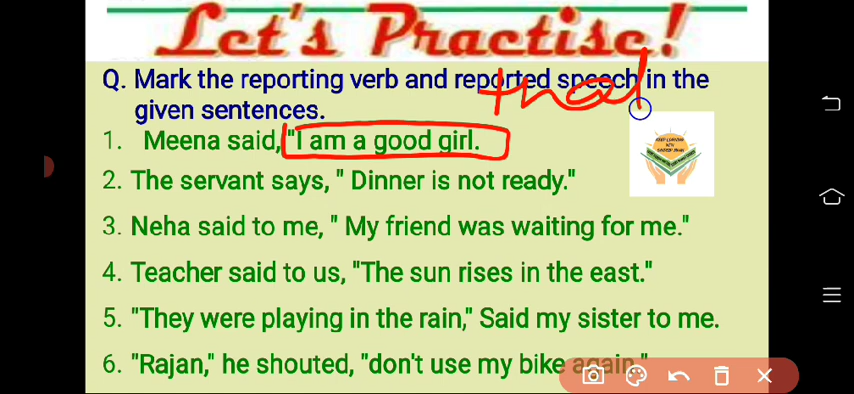 Let's Practise!
Q. Mark the reporting verb and reported speech in the
given sentences.
1. Meena said, "I am a good girl.
2. The servant says, " Dinner is not ready."
3. Neha said to me, " My friend was waiting for me."
4. Teacher said to us, "The sun rises in the east."
5. "They were playing in the rain," Said my sister to me.
6. "Rajan," he shouted, "don't use my bike again."